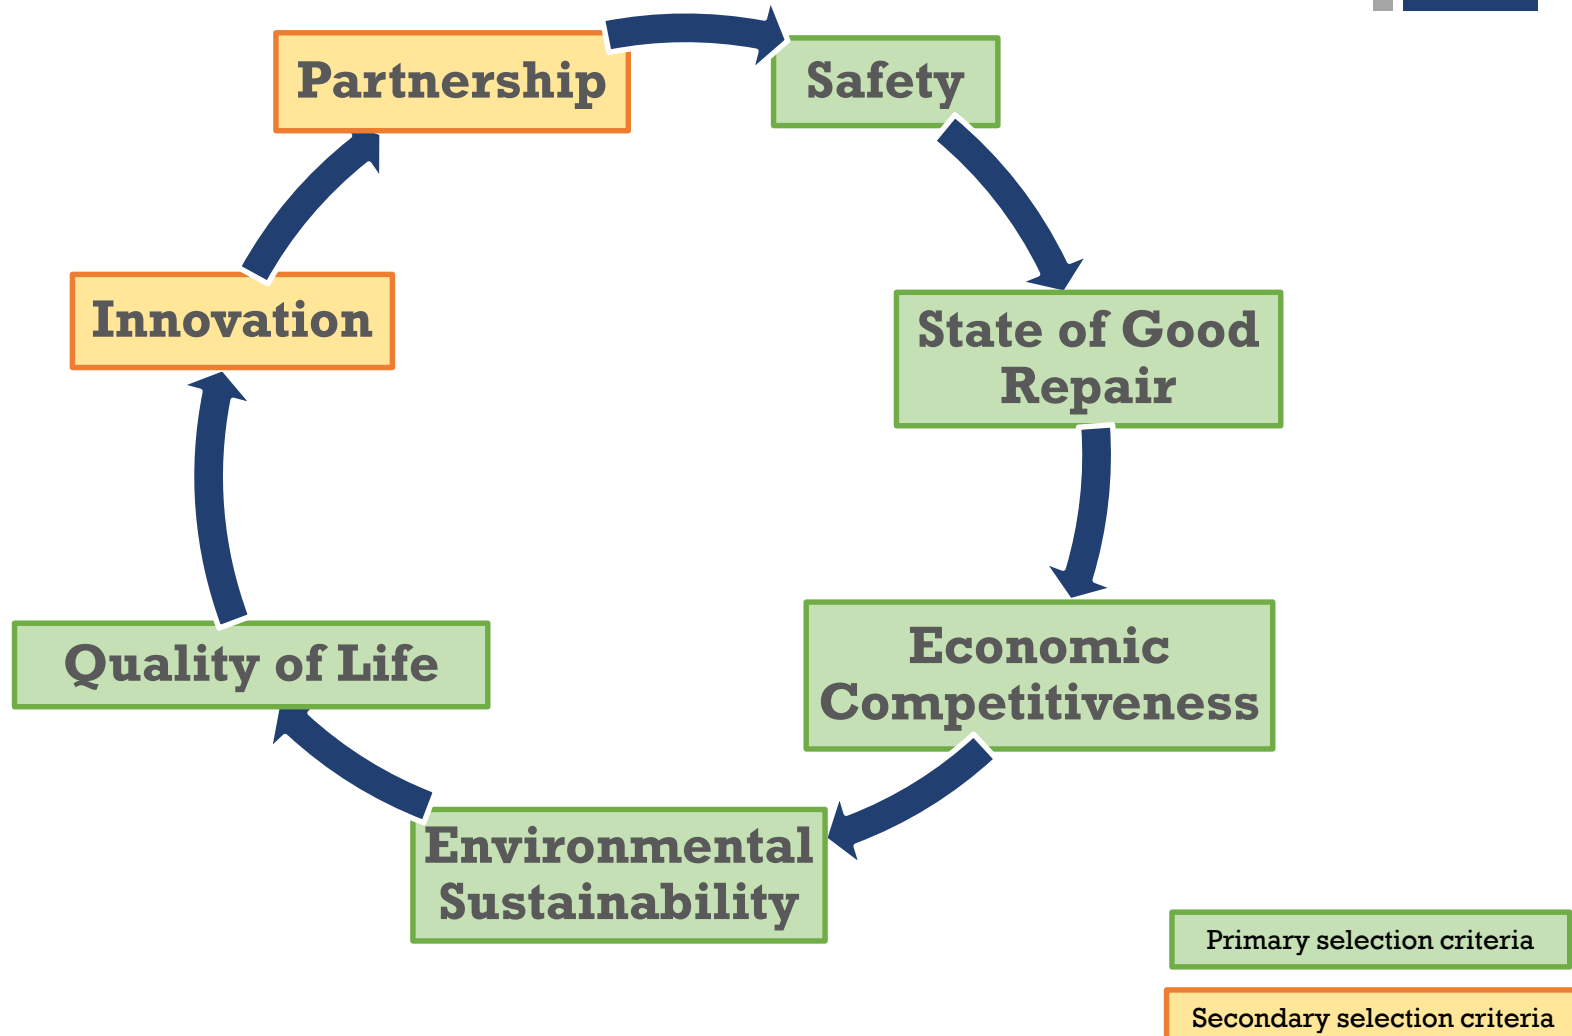 Partnership
Safety
Innovation
State of Good
Repair
Quality of Life
Economic
Competitiveness
Environmental
Sustainability
Primary selection criteria
Secondary selection criteria